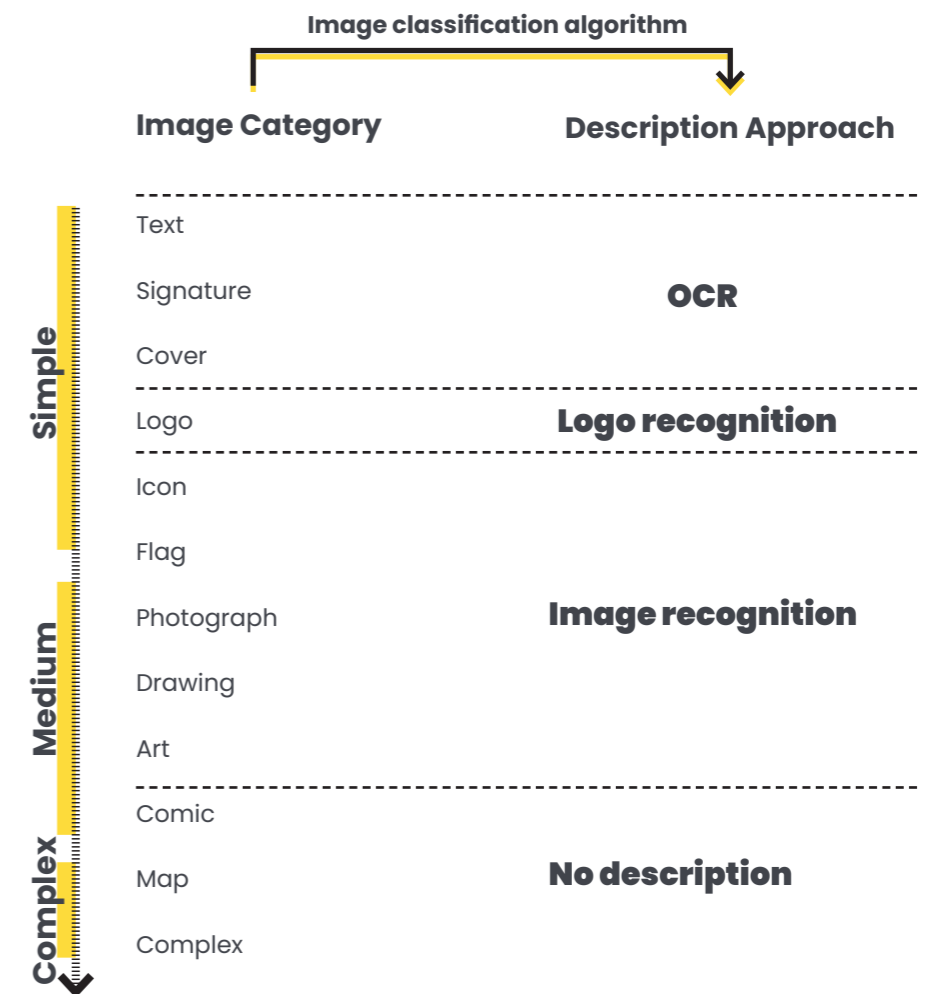 Image classification algorithm
Image Category
Description Approach
Simple
Text
Signature
OCR
Cover
Logo
Logo recognition
Icon
Flag
Medium
Photograph
Image recognition
Drawing
Art
Complex
Comic
Map
No description
Complex